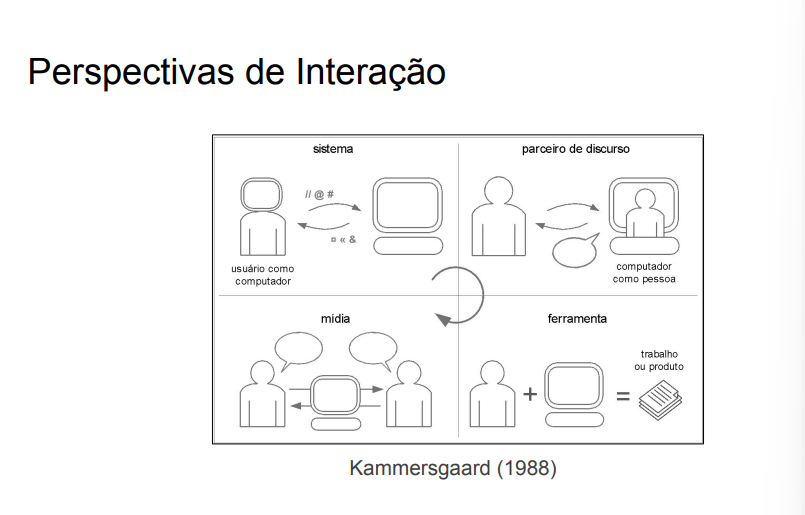 Perspectivas de Interação
sistema
// @ #
¤ « &
usuário como
computador
parceiro de discurso
computador
como pessoa
mídia
ferramenta
+
=
trabalho
ou produto
Kammersgaard (1988)